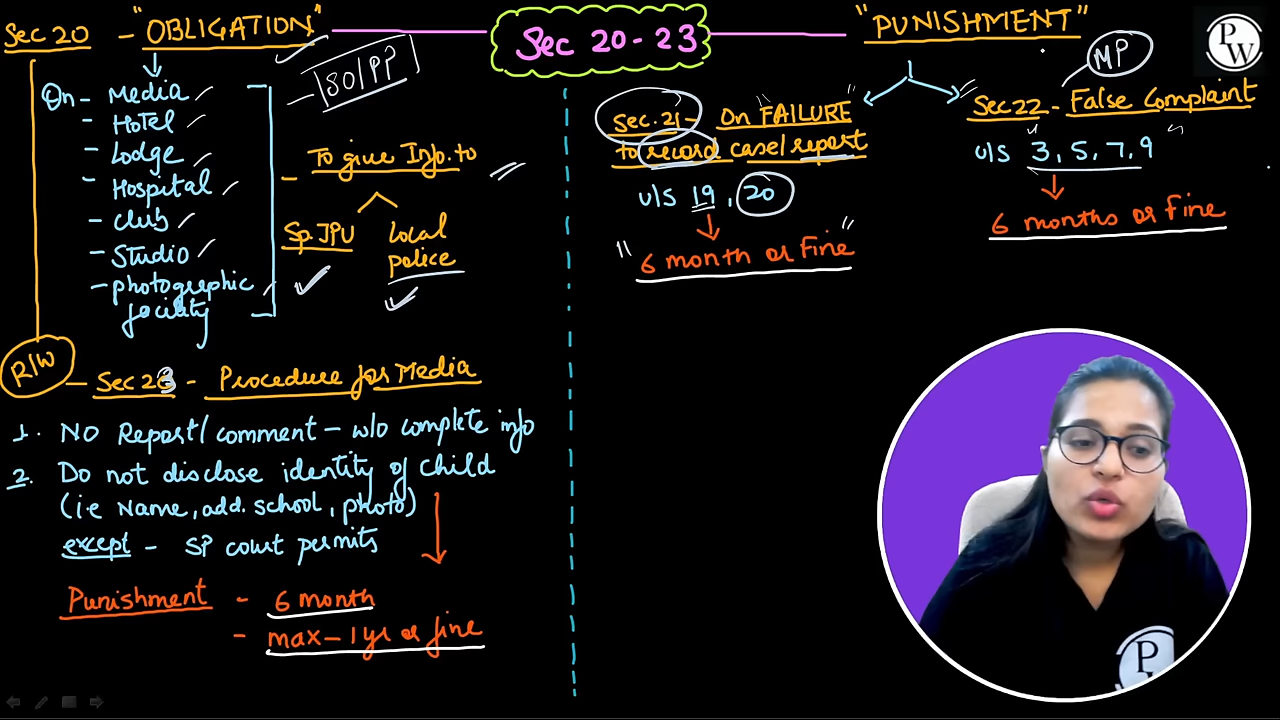 Sec 20 - "OBLIGATION"
On - Media
- Hotel
- Lodge
- Hospital
- Club
- Studio
- photographic facility
- SO/PP
- To give Info. to
Sp. JPU
Local police
R/W
- Sec 23 - Procedure for Media
1. NO Report/comment - w/o complete info
2. Do not disclose identity of child
(i.e Name, add. school, photo)
except - SP court permits
Punishment - 6 month
- max - 1 yr or fine
Sec 20 - 23
"PUNISHMENT"
Sec. 21 - On "FAILURE"
to record case/report
u/s 19, 20
"6 month or Fine"
MP
Sec 22 - False Complaint
u/s "3, 5, 7, 9"
6 months or Fine
PW
P
W